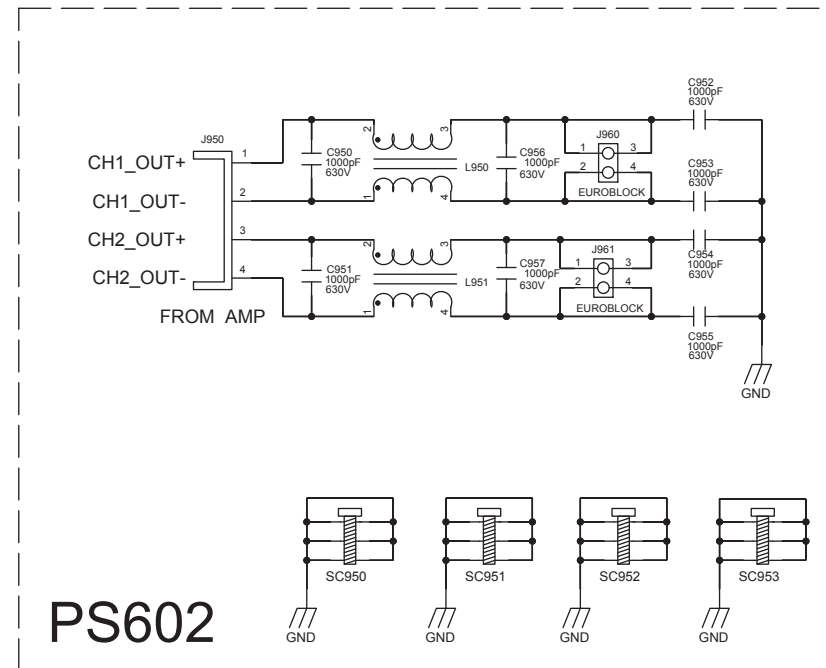 C952
1000pF
630V
J950
CH1_OUT+
1
2
3
C950
1000pF
630V
L950
C956
1000pF
630V
J960
1
3
2
4
EUROBLOCK
C953
1000pF
630V
CH1_OUT-
2
1
4
CH2_OUT+
3
2
3
C951
1000pF
630V
L951
C957
1000pF
630V
J961
1
3
2
4
EUROBLOCK
C954
1000pF
630V
CH2_OUT-
4
1
4
FROM AMP
C955
1000pF
630V
GND
SC950
SC951
SC952
SC953
GND
GND
GND
GND
PS602